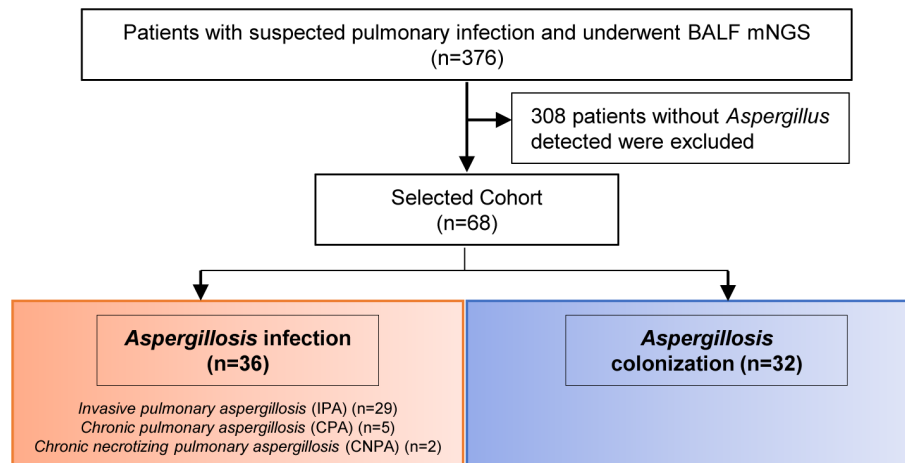 Patients with suspected pulmonary infection and underwent BALF mNGS
(n=376)
308 patients without Aspergillus
detected were excluded
Selected Cohort
(n=68)
Aspergillosis infection
(n=36)
Invasive pulmonary aspergillosis (IPA) (n=29)
Chronic pulmonary aspergillosis (CPA) (n=5)
Chronic necrotizing pulmonary aspergillosis (CNPA) (n=2)
Aspergillosis
colonization (n=32)